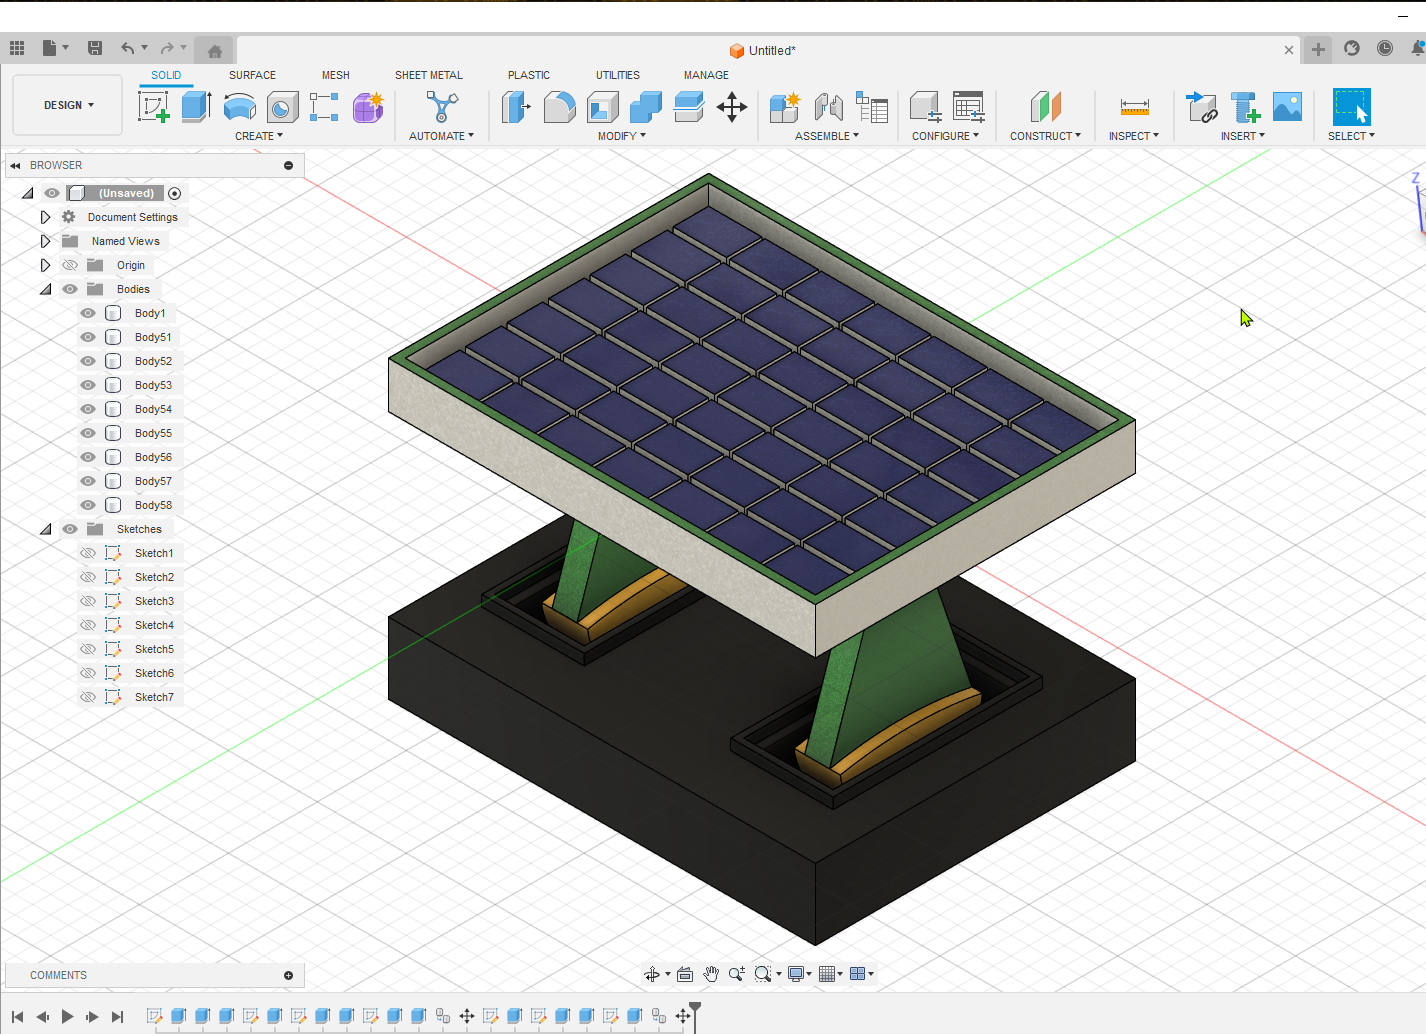 Untitled*
SOLID SURFACE MESH SHEET METAL PLASTIC UTILITIES MANAGE
DESIGN
CREATE AUTOMATE MODIFY ASSEMBLE CONFIGURE CONSTRUCT INSPECT INSERT SELECT
BROWSER
(Unsaved)
Document Settings
Named Views
Origin
Bodies
Body1
Body51
Body52
Body53
Body54
Body55
Body56
Body57
Body58
Sketches
Sketch1
Sketch2
Sketch3
Sketch4
Sketch5
Sketch6
Sketch7
Z
COMMENTS